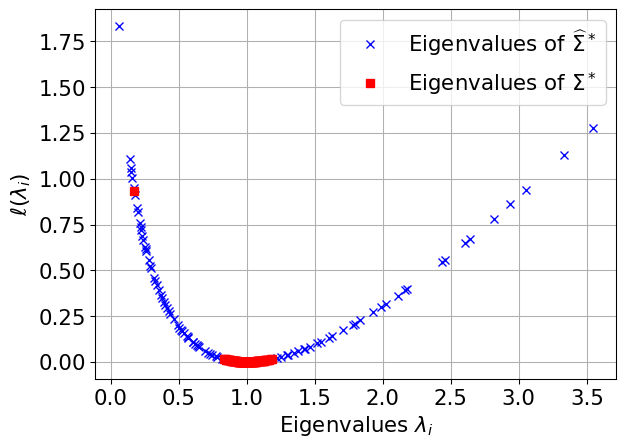 Eigenvalues of Σ̂*
Eigenvalues of Σ*
1.75
1.50
1.25
1.00
0.75
0.50
0.25
0.00
ℓ(λᵢ)
0.0 0.5 1.0 1.5 2.0 2.5 3.0 3.5
Eigenvalues λᵢ